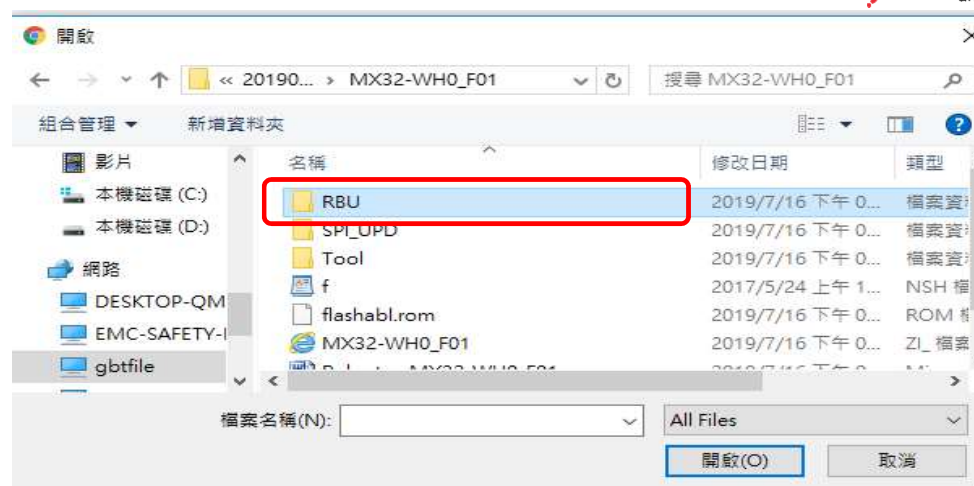 開啟
« 20190... › MX32-WH0_F01
搜尋 MX32-WH0_F01
組合管理 新增資料夾
名稱 修改日期 類型
影片
本機磁碟 (C:)
本機磁碟 (D:)
網路
DESKTOP-QM
EMC-SAFETY-
gbtfile
RBU 2019/7/16 下午 0... 檔案資
SPI_UPD 2019/7/16 下午 0... 檔案資
Tool 2019/7/16 下午 0... 檔案資
f 2017/5/24 上午 1... NSH 檔
flashabl.rom 2019/7/16 下午 0... ROM 檔
MX32-WH0_F01 2019/7/16 下午 0... ZI_ 檔案
檔案名稱(N): All Files
開啟(O) 取消